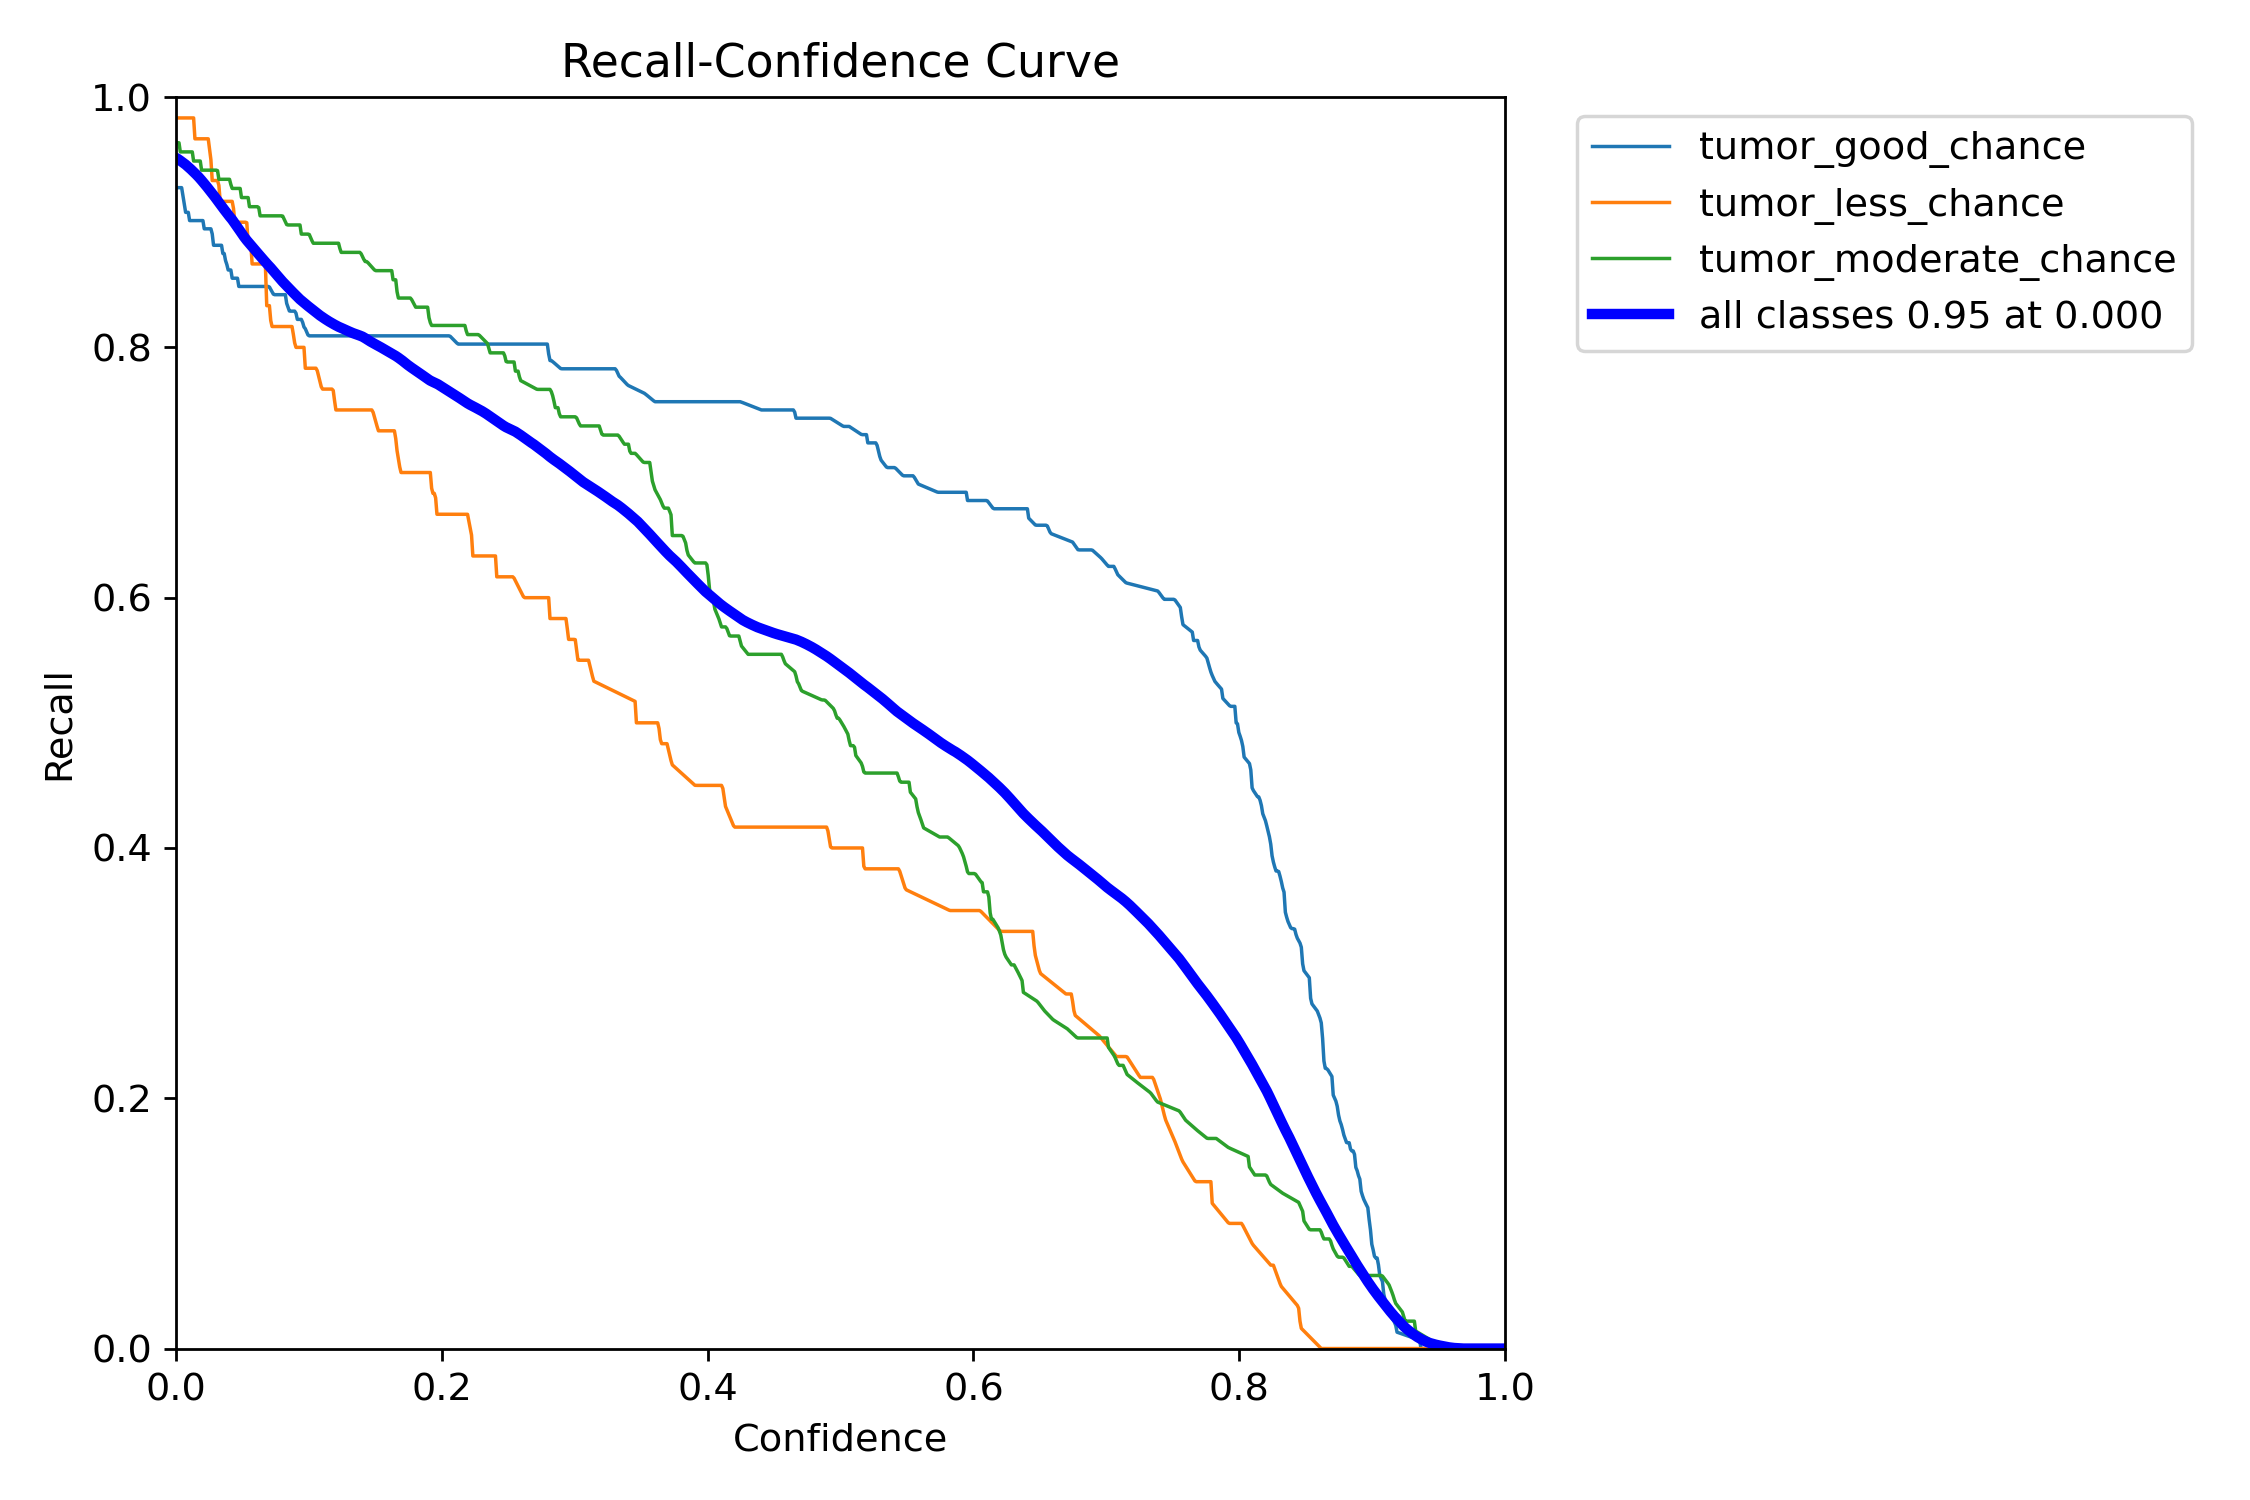 Recall-Confidence Curve
1.0
0.8
0.6
0.4
0.2
0.0
Recall
0.0 0.2 0.4 0.6 0.8 1.0
Confidence
tumor_good_chance
tumor_less_chance
tumor_moderate_chance
all classes 0.95 at 0.000